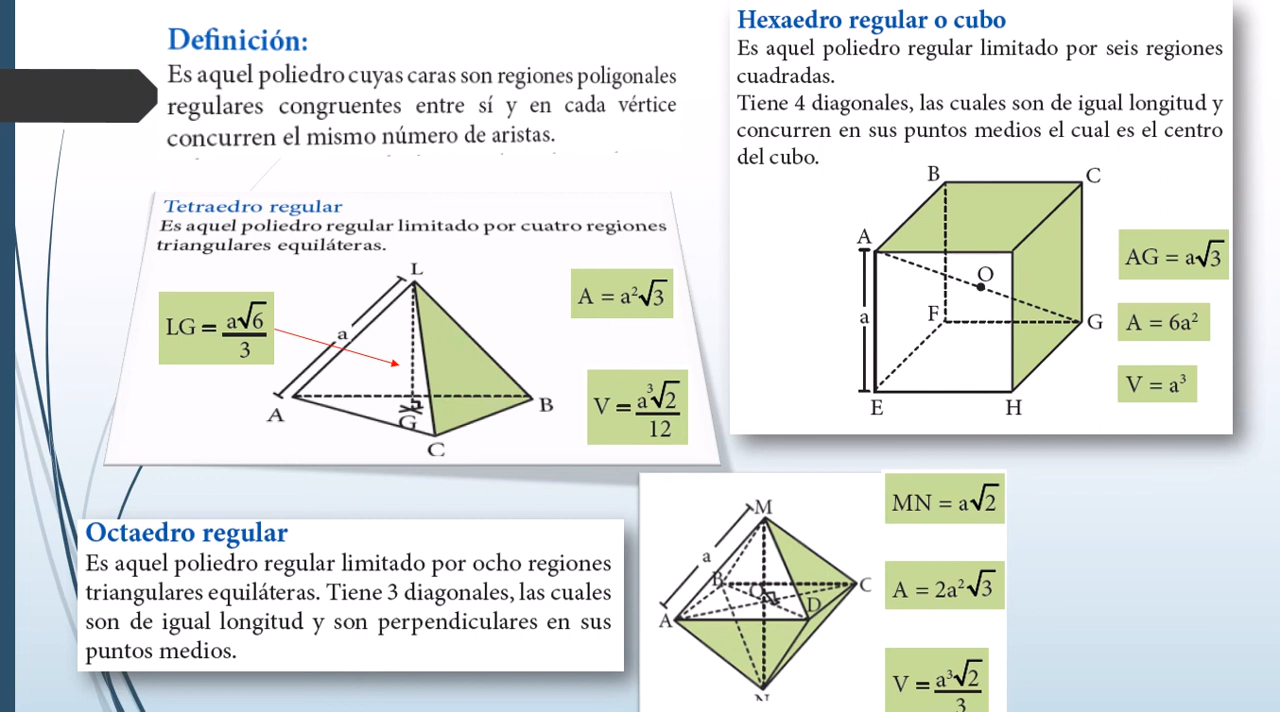 Definición:
Es aquel poliedro cuyas caras son regiones poligonales
regulares congruentes entre sí y en cada vértice
concurren el mismo número de aristas.
Tetraedro regular
Es aquel poliedro regular limitado por cuatro regiones
triangulares equiláteras.
L
a
A
B
C
G
LG = a√6/3
A = a²√3
V = a³√2/12
Hexaedro regular o cubo
Es aquel poliedro regular limitado por seis regiones
cuadradas.
Tiene 4 diagonales, las cuales son de igual longitud y
concurren en sus puntos medios el cual es el centro
del cubo.
B
C
A
O
a
F
G
E
H
AG = a√3
A = 6a²
V = a³
Octaedro regular
Es aquel poliedro regular limitado por ocho regiones
triangulares equiláteras. Tiene 3 diagonales, las cuales
son de igual longitud y son perpendiculares en sus
puntos medios.
M
a
B
C
O
D
A
N
MN = a√2
A = 2a²√3
V = a³√2/3